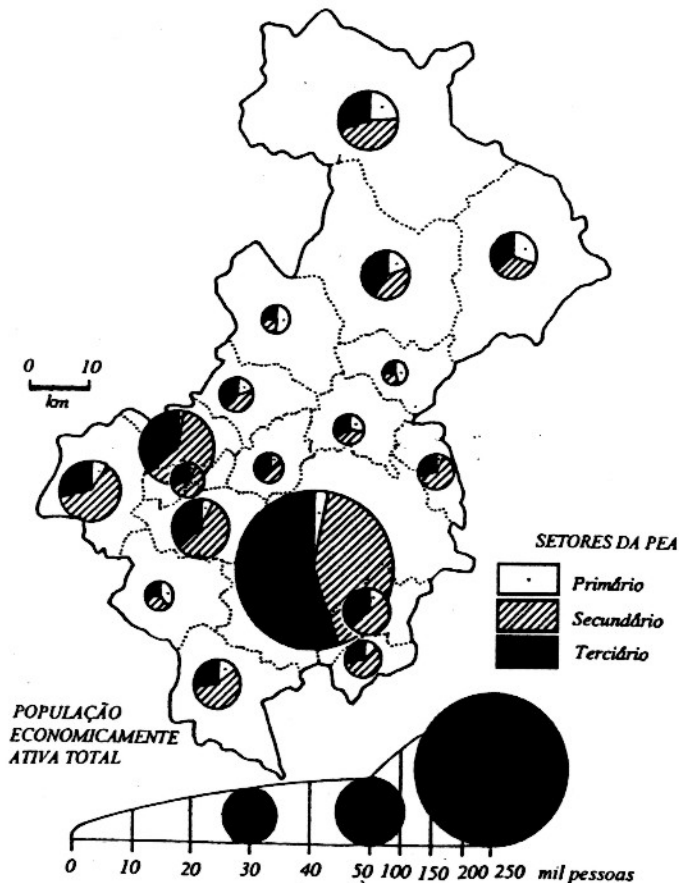 0 10
km
SETORES DA PEA
Primário
Secundário
Terciário
POPULAÇÃO
ECONOMICAMENTE
ATIVA TOTAL
0 10 20 30 40 50 100 150 200 250 mil pessoas